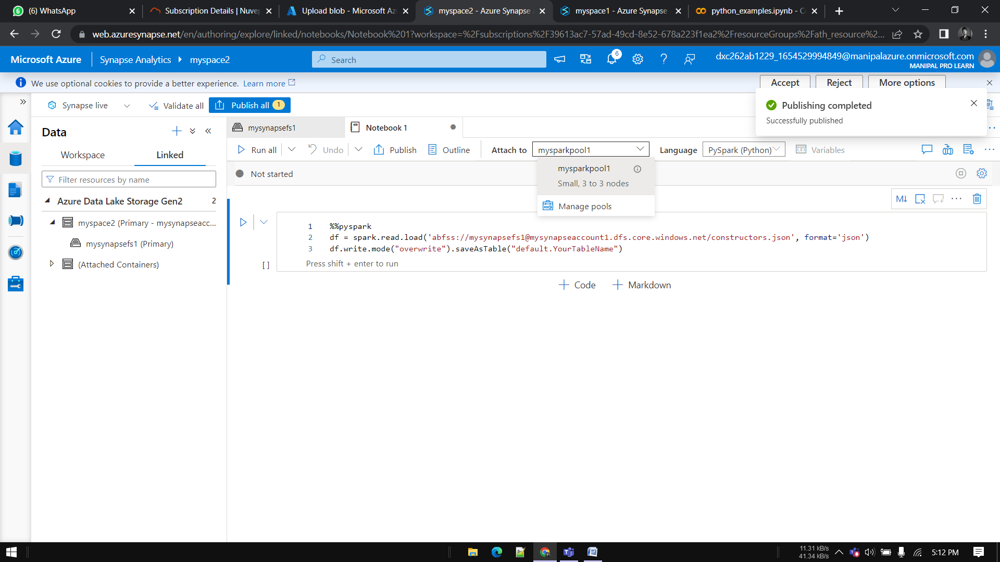 (6) WhatsApp
Subscription Details | Nuvep
Upload blob - Microsoft Az
myspace2 - Azure Synapse A
myspace1 - Azure Synapse
python_examples.ipynb - C
web.azuresynapse.net/en/authoring/explore/linked/notebooks/Notebook%201?workspace=%2Fsubscriptions%2F39613ac7-57ad-49cd-8e52-678a223f1ea2%2FresourceGroups%2Fath_resource%2...
Microsoft Azure
Synapse Analytics
myspace2
Search
6
dxc262ab1229_1654529994849@manipalazure.onmicrosoft.com
MANIPAL PRO LEARN
We use optional cookies to provide a better experience. Learn more
Accept
Reject
More options
Synapse live
Validate all
Publish all 1
Publishing completed
Successfully published
Data
Workspace
Linked
Filter resources by name
Azure Data Lake Storage Gen2 2
myspace2 (Primary - mysynapseacc...
mysynapsefs1 (Primary)
(Attached Containers)
mysynapsefs1
Notebook 1
Run all
Undo
Publish
Outline
Attach to
mysparkpool1
Language
PySpark (Python)
Variables
Not started
mysparkpool1
Small, 3 to 3 nodes
Manage pools
M↓
1 %%pyspark
2 df = spark.read.load('abfss://mysynapsefs1@mysynapseaccount1.dfs.core.windows.net/constructors.json', format='json')
3 df.write.mode("overwrite").saveAsTable("default.YourTableName")
[ ] Press shift + enter to run
Code
Markdown
11.31 kB/s
41.34 kB/s
5:12 PM